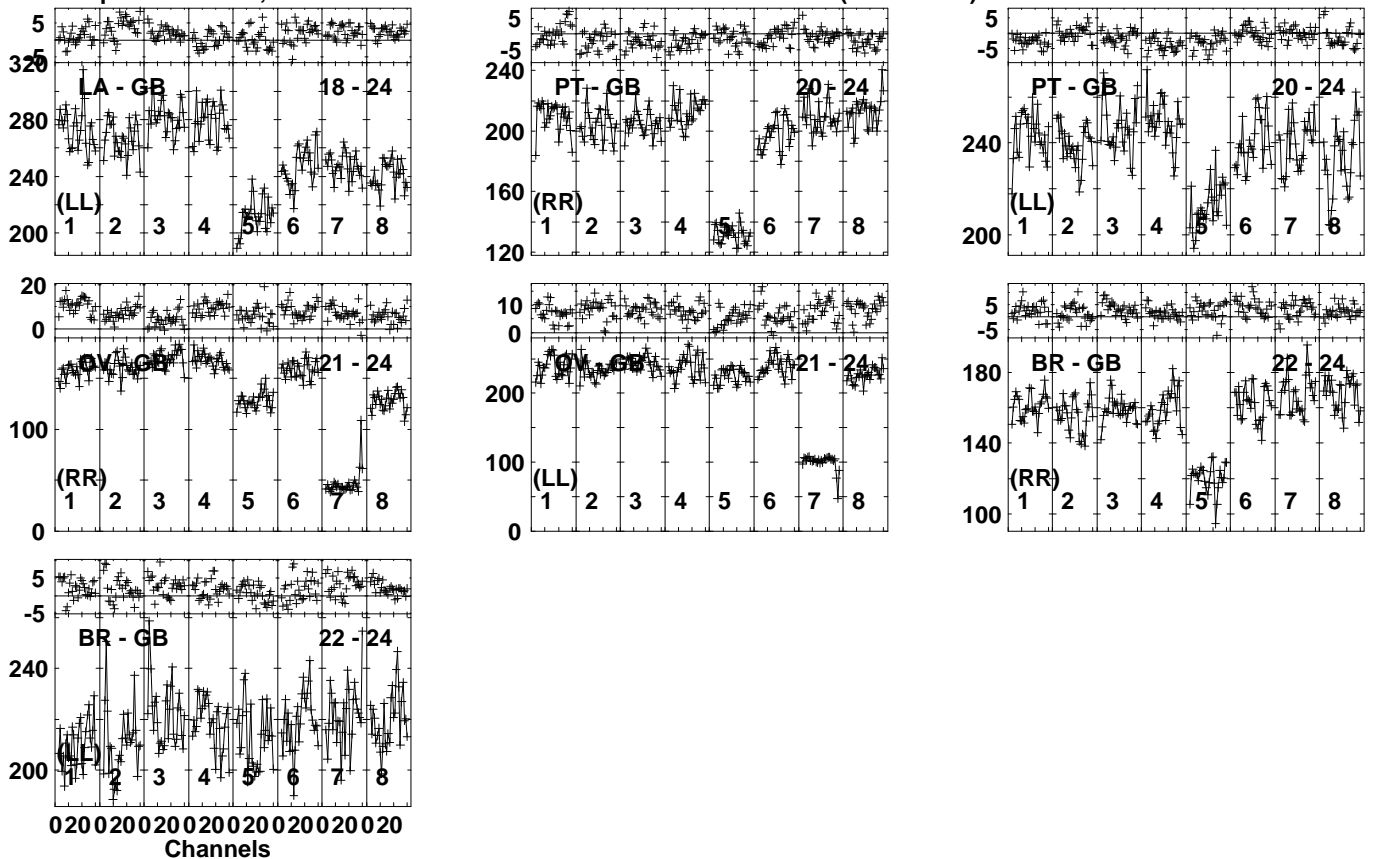 5
-5
320
280
240
200
LA - GB 18 - 24
(LL)
1 2 3 4 5 6 7 8
5
-5
240
200
160
120
PT - GB 20 - 24
(RR)
1 2 3 4 5 6 7 8
5
-5
240
200
PT - GB 20 - 24
(LL)
1 2 3 4 5 6 7 8
20
0
100
0
OV - GB 21 - 24
(RR)
1 2 3 4 5 6 7 8
10
0
200
100
0
OV - GB 21 - 24
(LL)
1 2 3 4 5 6 7 8
5
-5
180
140
100
BR - GB 22 - 24
(RR)
1 2 3 4 5 6 7 8
5
-5
240
200
BR - GB 22 - 24
(LL)
1 2 3 4 5 6 7 8
0 20 0 20 0 20 0 20 0 20 0 20 0 20 0 20
Channels